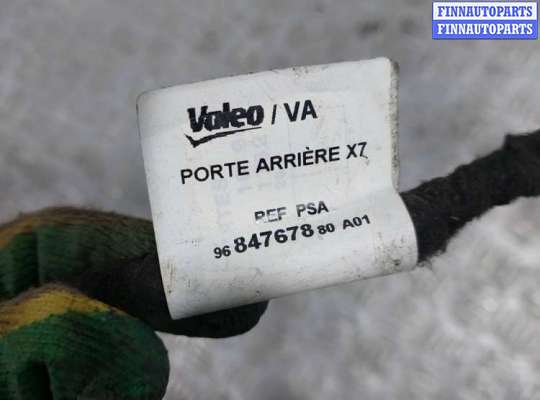 FINNAUTOPARTS
FINNAUTOPARTS
Valeo / VA
PORTE ARRIÈRE X7
REF PSA
96 847678 80 A01